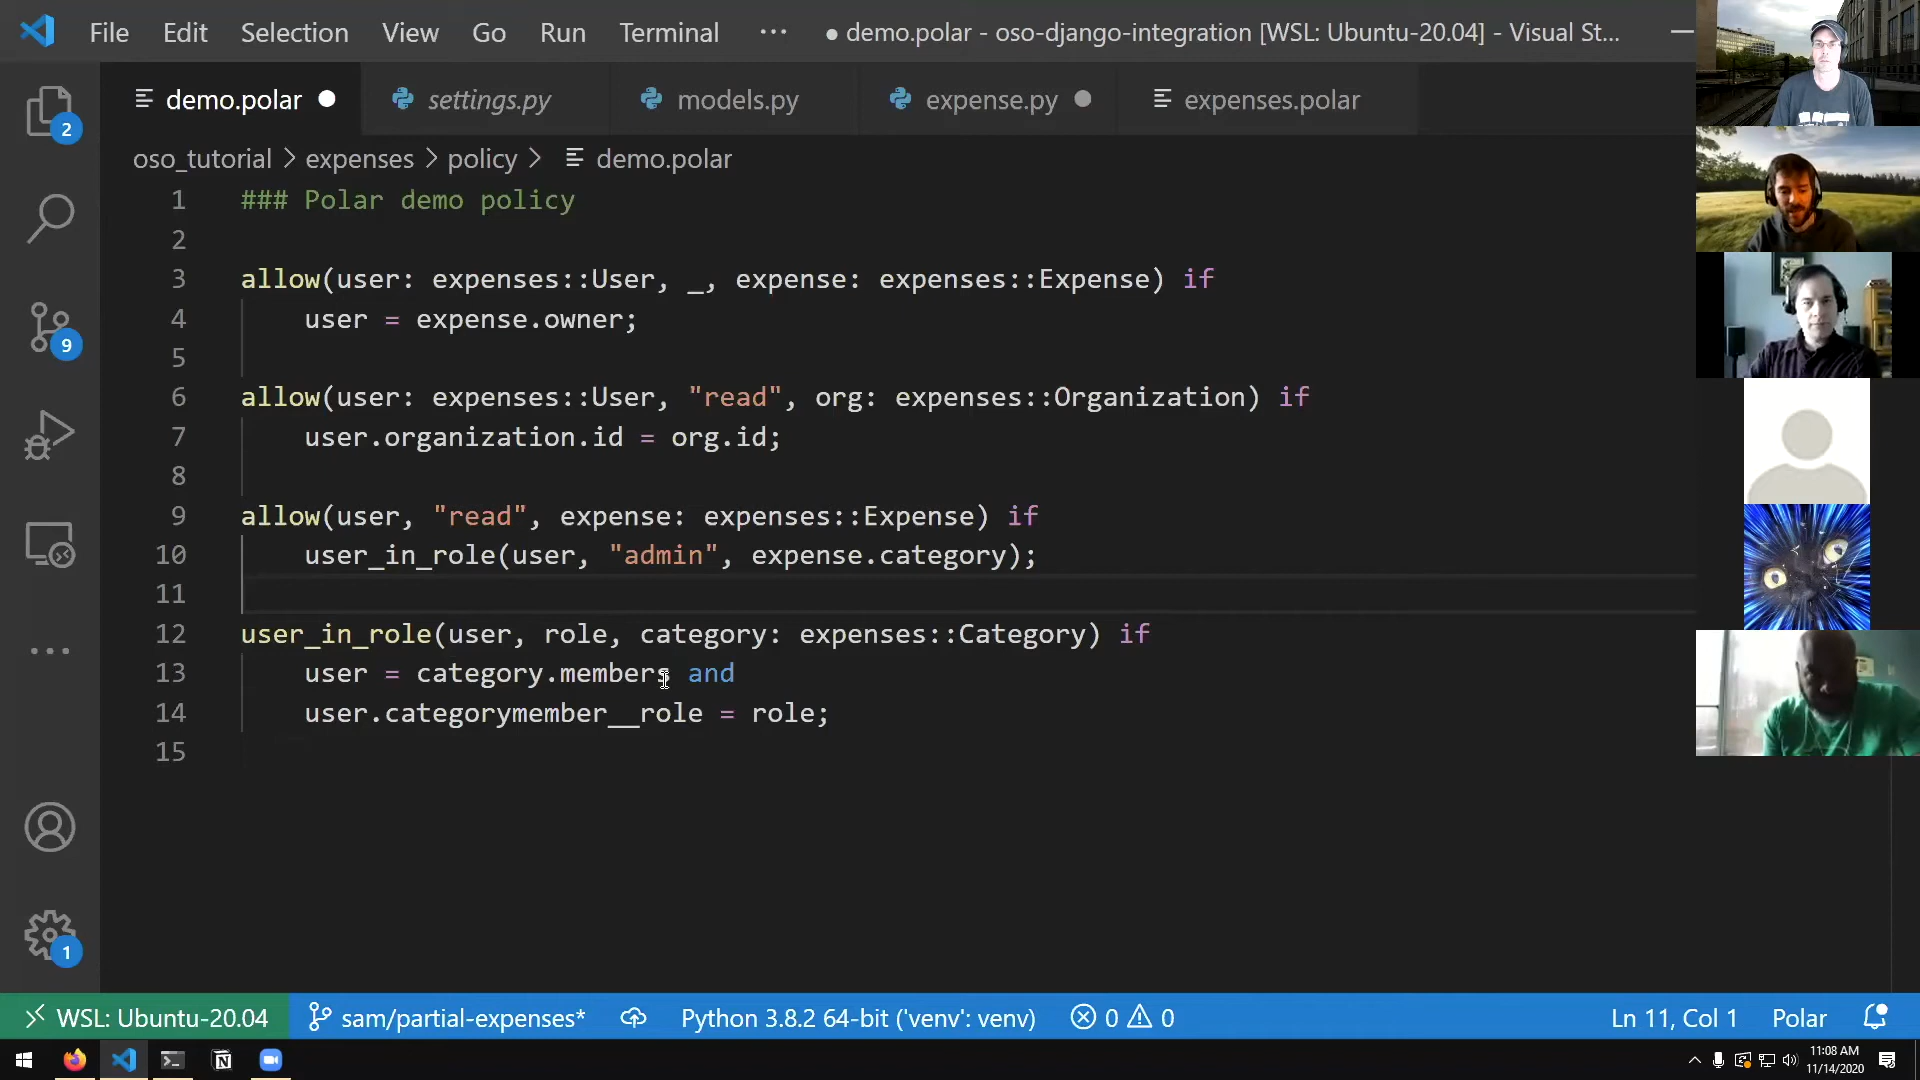 File Edit Selection View Go Run Terminal ··· ● demo.polar - oso-django-integration [WSL: Ubuntu-20.04] - Visual St...
demo.polar settings.py models.py expense.py expenses.polar
oso_tutorial > expenses > policy > demo.polar
1 ### Polar demo policy
2
3 allow(user: expenses::User, _, expense: expenses::Expense) if
4 user = expense.owner;
5
6 allow(user: expenses::User, "read", org: expenses::Organization) if
7 user.organization.id = org.id;
8
9 allow(user, "read", expense: expenses::Expense) if
10 user_in_role(user, "admin", expense.category);
11
12 user_in_role(user, role, category: expenses::Category) if
13 user = category.members and
14 user.categorymember__role = role;
15
2
9
1
WSL: Ubuntu-20.04 sam/partial-expenses* Python 3.8.2 64-bit ('venv': venv) 0 0 Ln 11, Col 1 Polar
11:08 AM
11/14/2020